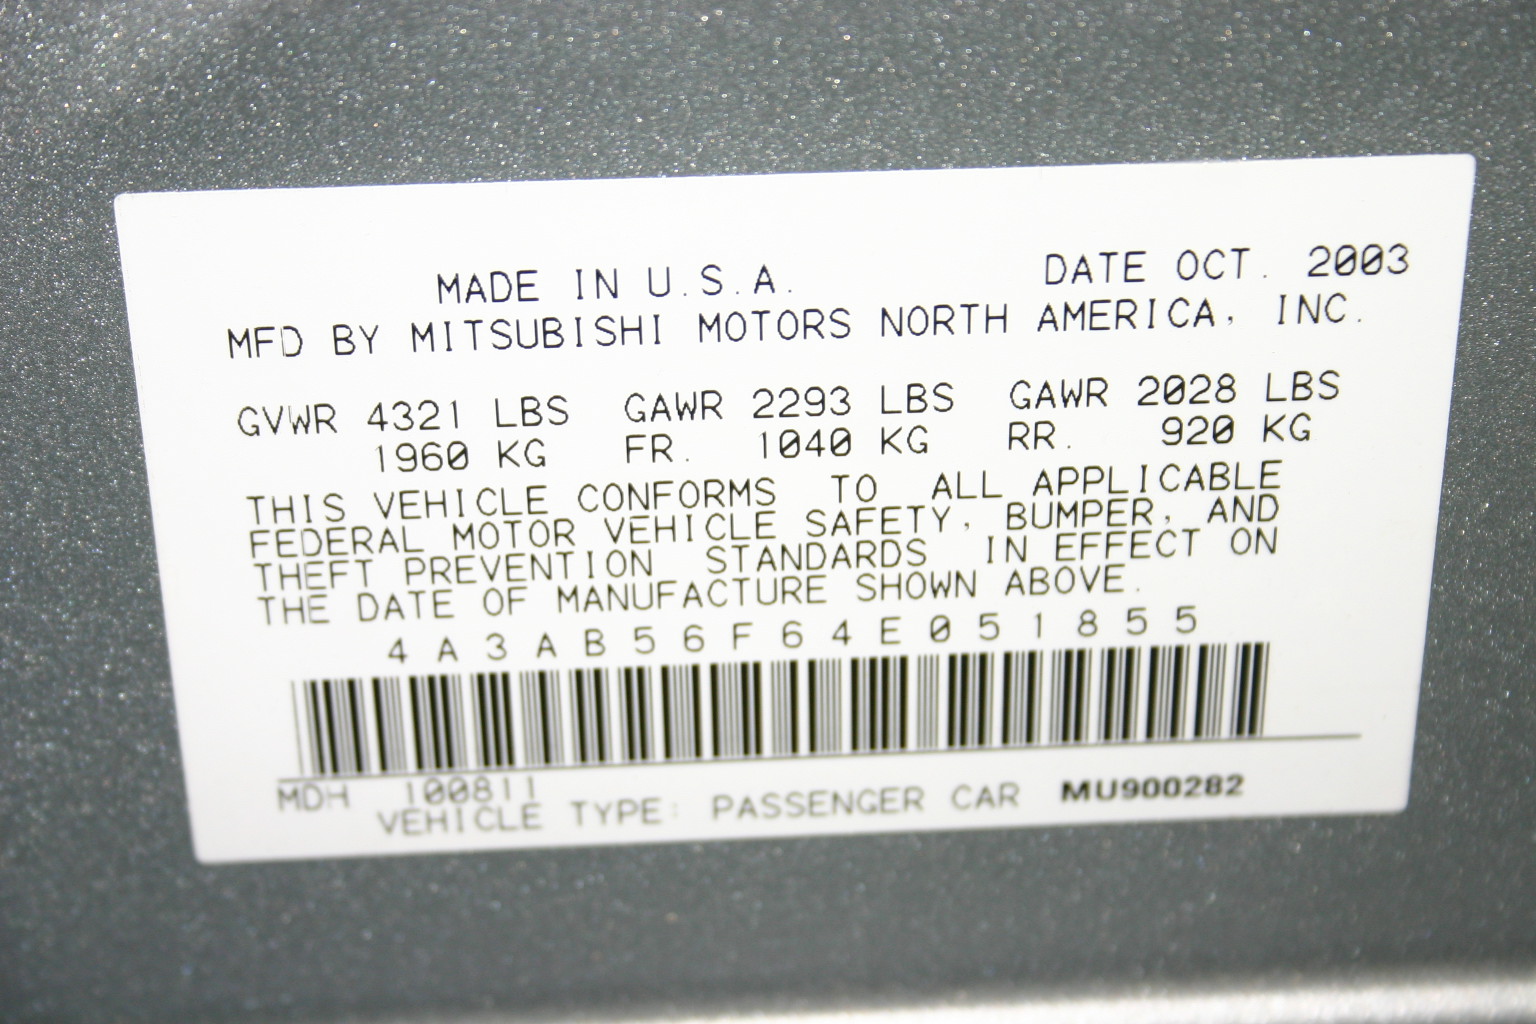 MADE IN U.S.A. DATE OCT. 2003
MFD BY MITSUBISHI MOTORS NORTH AMERICA, INC.
GVWR 4321 LBS GAWR 2293 LBS GAWR 2028 LBS
1960 KG FR. 1040 KG RR. 920 KG
THIS VEHICLE CONFORMS TO ALL APPLICABLE
FEDERAL MOTOR VEHICLE SAFETY, BUMPER, AND
THEFT PREVENTION STANDARDS IN EFFECT ON
THE DATE OF MANUFACTURE SHOWN ABOVE.
4A3AB56F64E051855
MDH 100811
VEHICLE TYPE: PASSENGER CAR MU900282